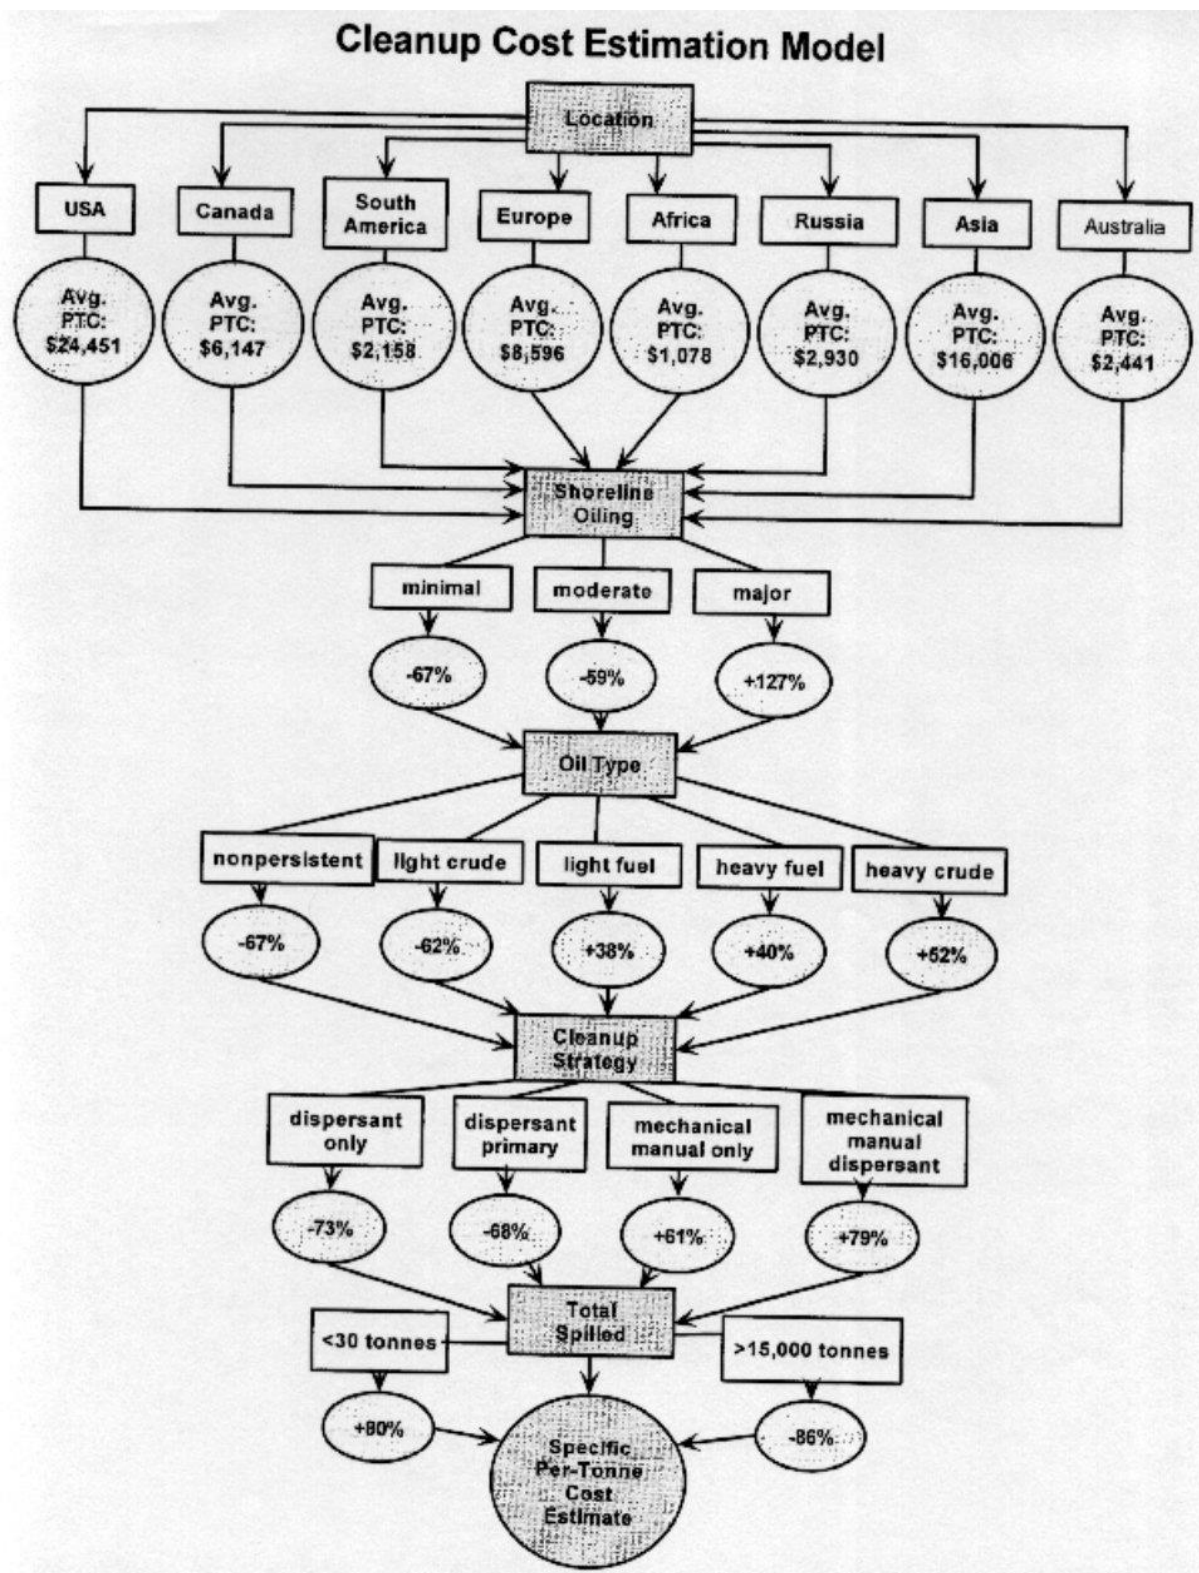 Cleanup Cost Estimation Model
Location
USA
Canada
South
America
Europe
Africa
Russia
Asia
Australia
Avg.
PTC:
$24,451
Avg.
PTC:
$6,147
Avg.
PTC:
$2,158
Avg.
PTC:
$8,596
Avg.
PTC:
$1,078
Avg.
PTC:
$2,930
Avg.
PTC:
$16,006
Avg.
PTC:
$2,441
Shoreline
Oiling
minimal
moderate
major
-67%
-59%
+127%
Oil Type
nonpersistent
light crude
light fuel
heavy fuel
heavy crude
-67%
-62%
+38%
+40%
+52%
Cleanup
Strategy
dispersant
only
dispersant
primary
mechanical
manual only
mechanical
manual
dispersant
-73%
-68%
+61%
+79%
Total
Spilled
<30 tonnes
>15,000 tonnes
+80%
-86%
Specific
Per-Tonne
Cost
Estimate